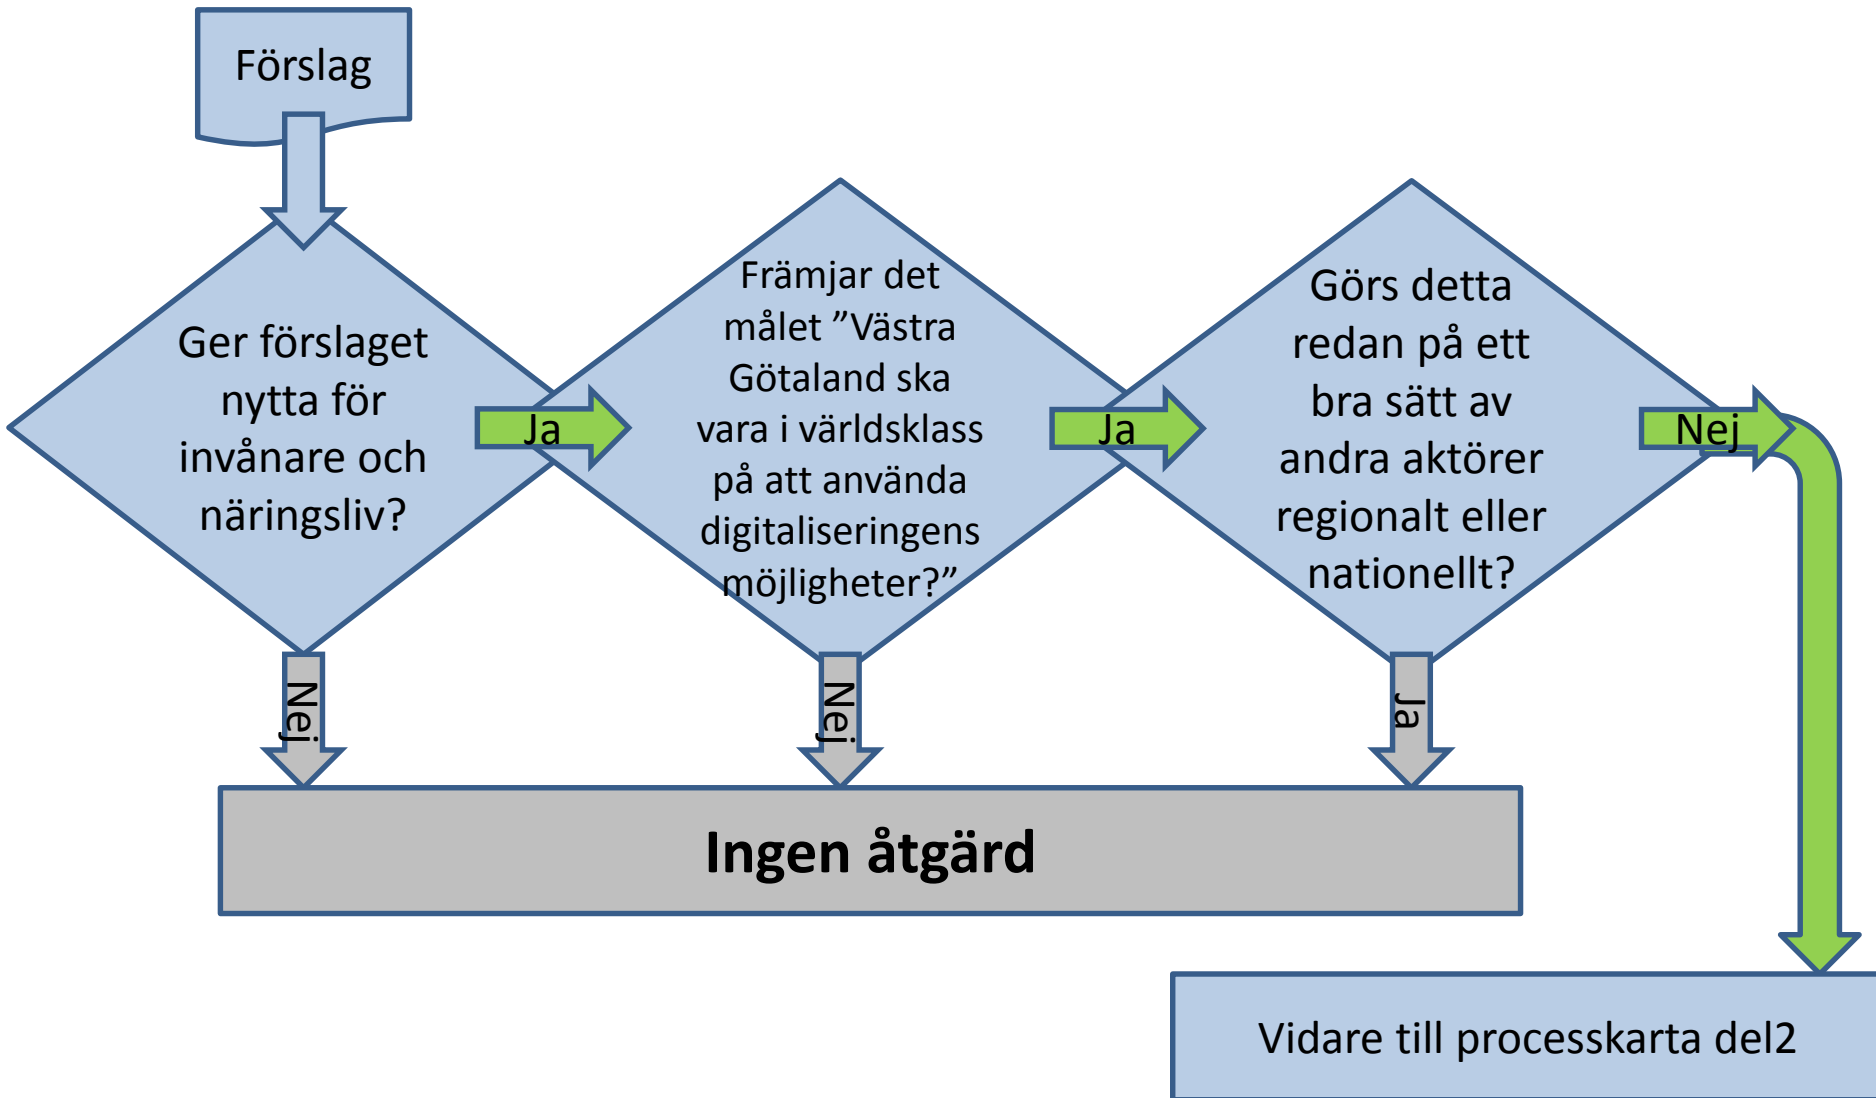 Förslag
Ger förslaget
nytta för
invånare och
näringsliv?
Ja
Främjar det
målet ”Västra
Götaland ska
vara i världsklass
på att använda
digitaliseringens
möjligheter?”
Ja
Görs detta
redan på ett
bra sätt av
andra aktörer
regionalt eller
nationellt?
Nej
Nej
Nej
Ja
Ingen åtgärd
Vidare till processkarta del2